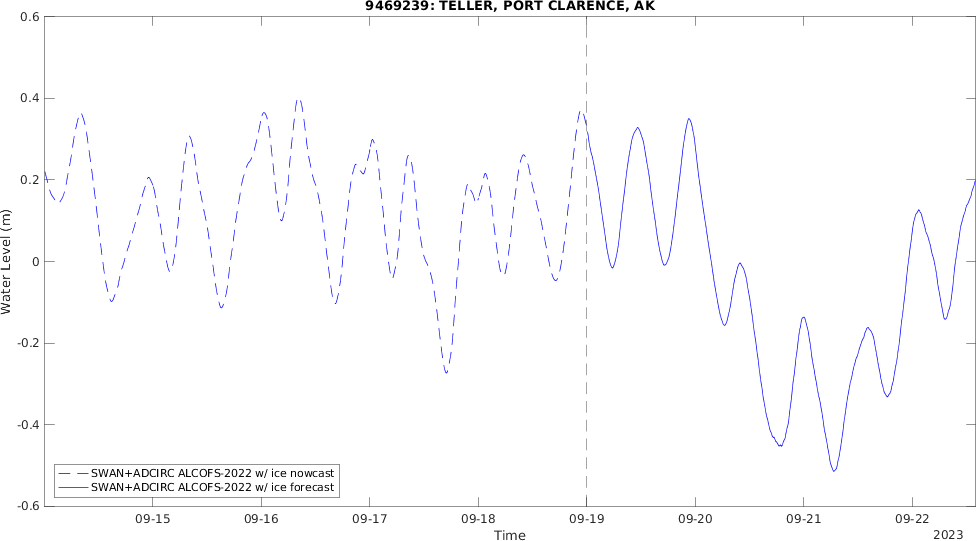 9469239: TELLER, PORT CLARENCE, AK
0.6
0.4
0.2
0
-0.2
-0.4
-0.6
Water Level (m)
SWAN+ADCIRC ALCOFS-2022 w/ ice nowcast
SWAN+ADCIRC ALCOFS-2022 w/ ice forecast
09-15 09-16 09-17 09-18 09-19 09-20 09-21 09-22
Time
2023